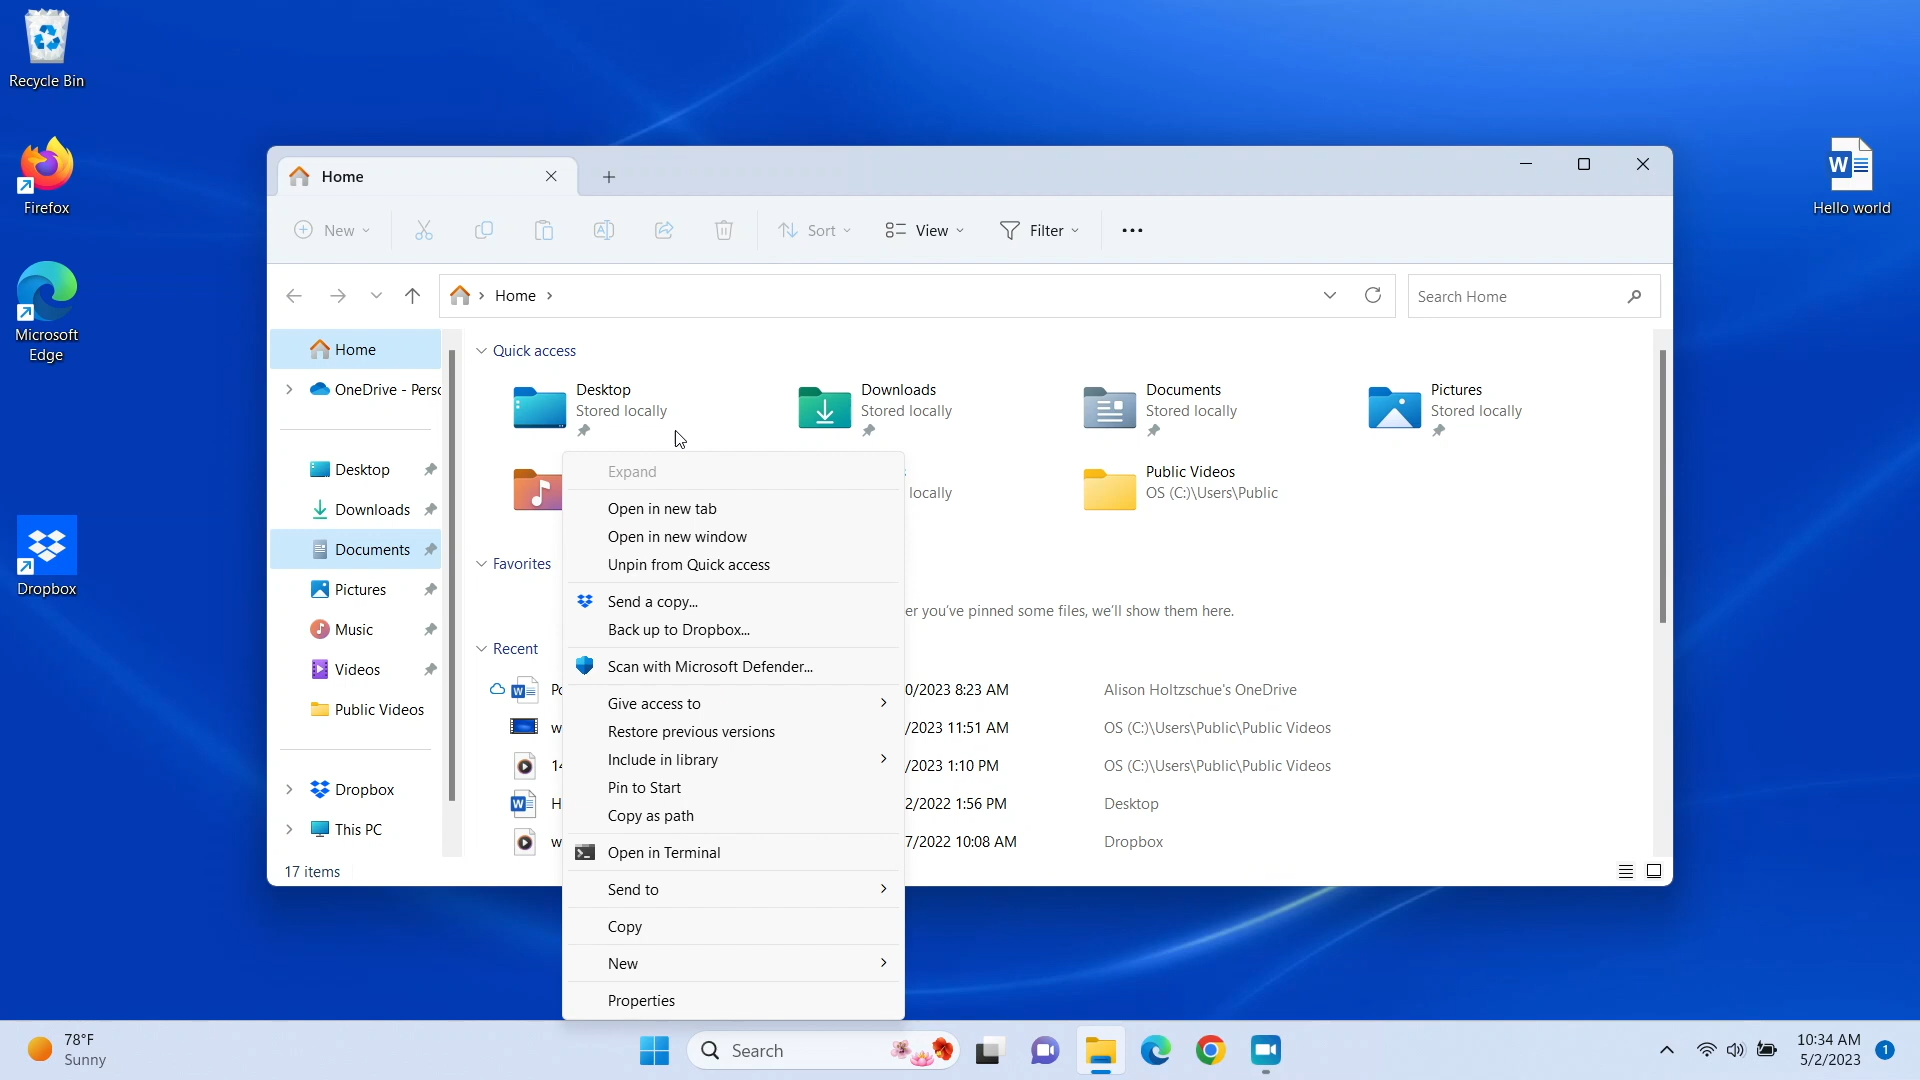 Recycle Bin
Firefox
Microsoft
Edge
Dropbox
Hello world
Home
New
Sort
View
Filter
Home
Search Home
Home
OneDrive - Perso
Desktop
Downloads
Documents
Pictures
Music
Videos
Public Videos
Dropbox
This PC
17 items
Quick access
Desktop
Stored locally
Downloads
Stored locally
Documents
Stored locally
Pictures
Stored locally
locally
Public Videos
OS (C:)\Users\Public
Favorites
er you've pinned some files, we'll show them here.
Recent
0/2023 8:23 AM Alison Holtzschue's OneDrive
/2023 11:51 AM OS (C:)\Users\Public\Public Videos
14 /2023 1:10 PM OS (C:)\Users\Public\Public Videos
H 2/2022 1:56 PM Desktop
w 7/2022 10:08 AM Dropbox
Expand
Open in new tab
Open in new window
Unpin from Quick access
Send a copy...
Back up to Dropbox...
Scan with Microsoft Defender...
Give access to
Restore previous versions
Include in library
Pin to Start
Copy as path
Open in Terminal
Send to
Copy
New
Properties
78°F
Sunny
Search
10:34 AM
5/2/2023
1